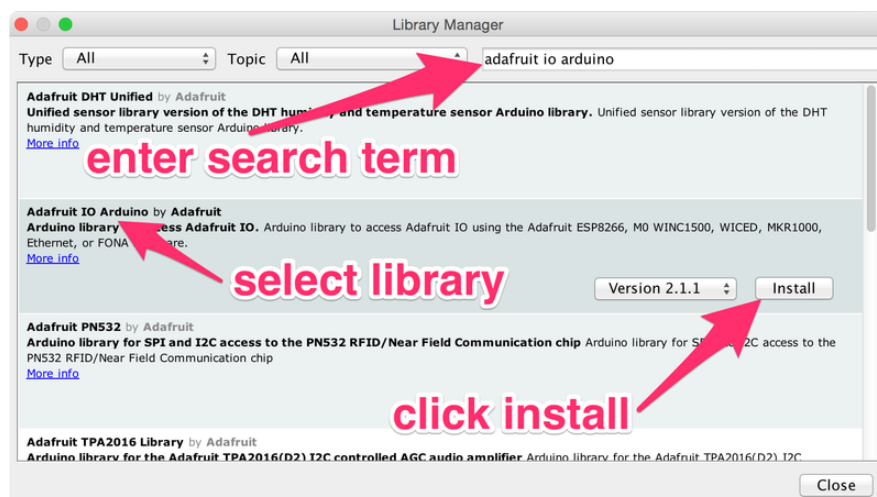 Library Manager
Type All Topic All adafruit io arduino
Adafruit DHT Unified by Adafruit
Unified sensor library version of the DHT and temperature sensor Arduino library. Unified sensor library version of the DHT
humidity and temperature sensor Arduino library.
More info
enter search term
Adafruit IO Arduino by Adafruit
Arduino library Adafruit IO. Arduino library to access Adafruit IO using the Adafruit ESP8266, M0 WINC1500, WICED, MKR1000,
Ethernet, or FONA
More info
select library
Version 2.1.1 Install
Adafruit PN532 by Adafruit
Arduino library for SPI and I2C access to the PN532 RFID/Near Field Communication chip Arduino library for I2C access to the
PN532 RFID/Near Field Communication chip
More info
click install
Adafruit TPA2016 Library by Adafruit
Arduino library for the Adafruit TPA2016(D2) I2C controlled AGC audio amplifier Arduino library for the Adafruit TPA2016(D2) I2C
Close